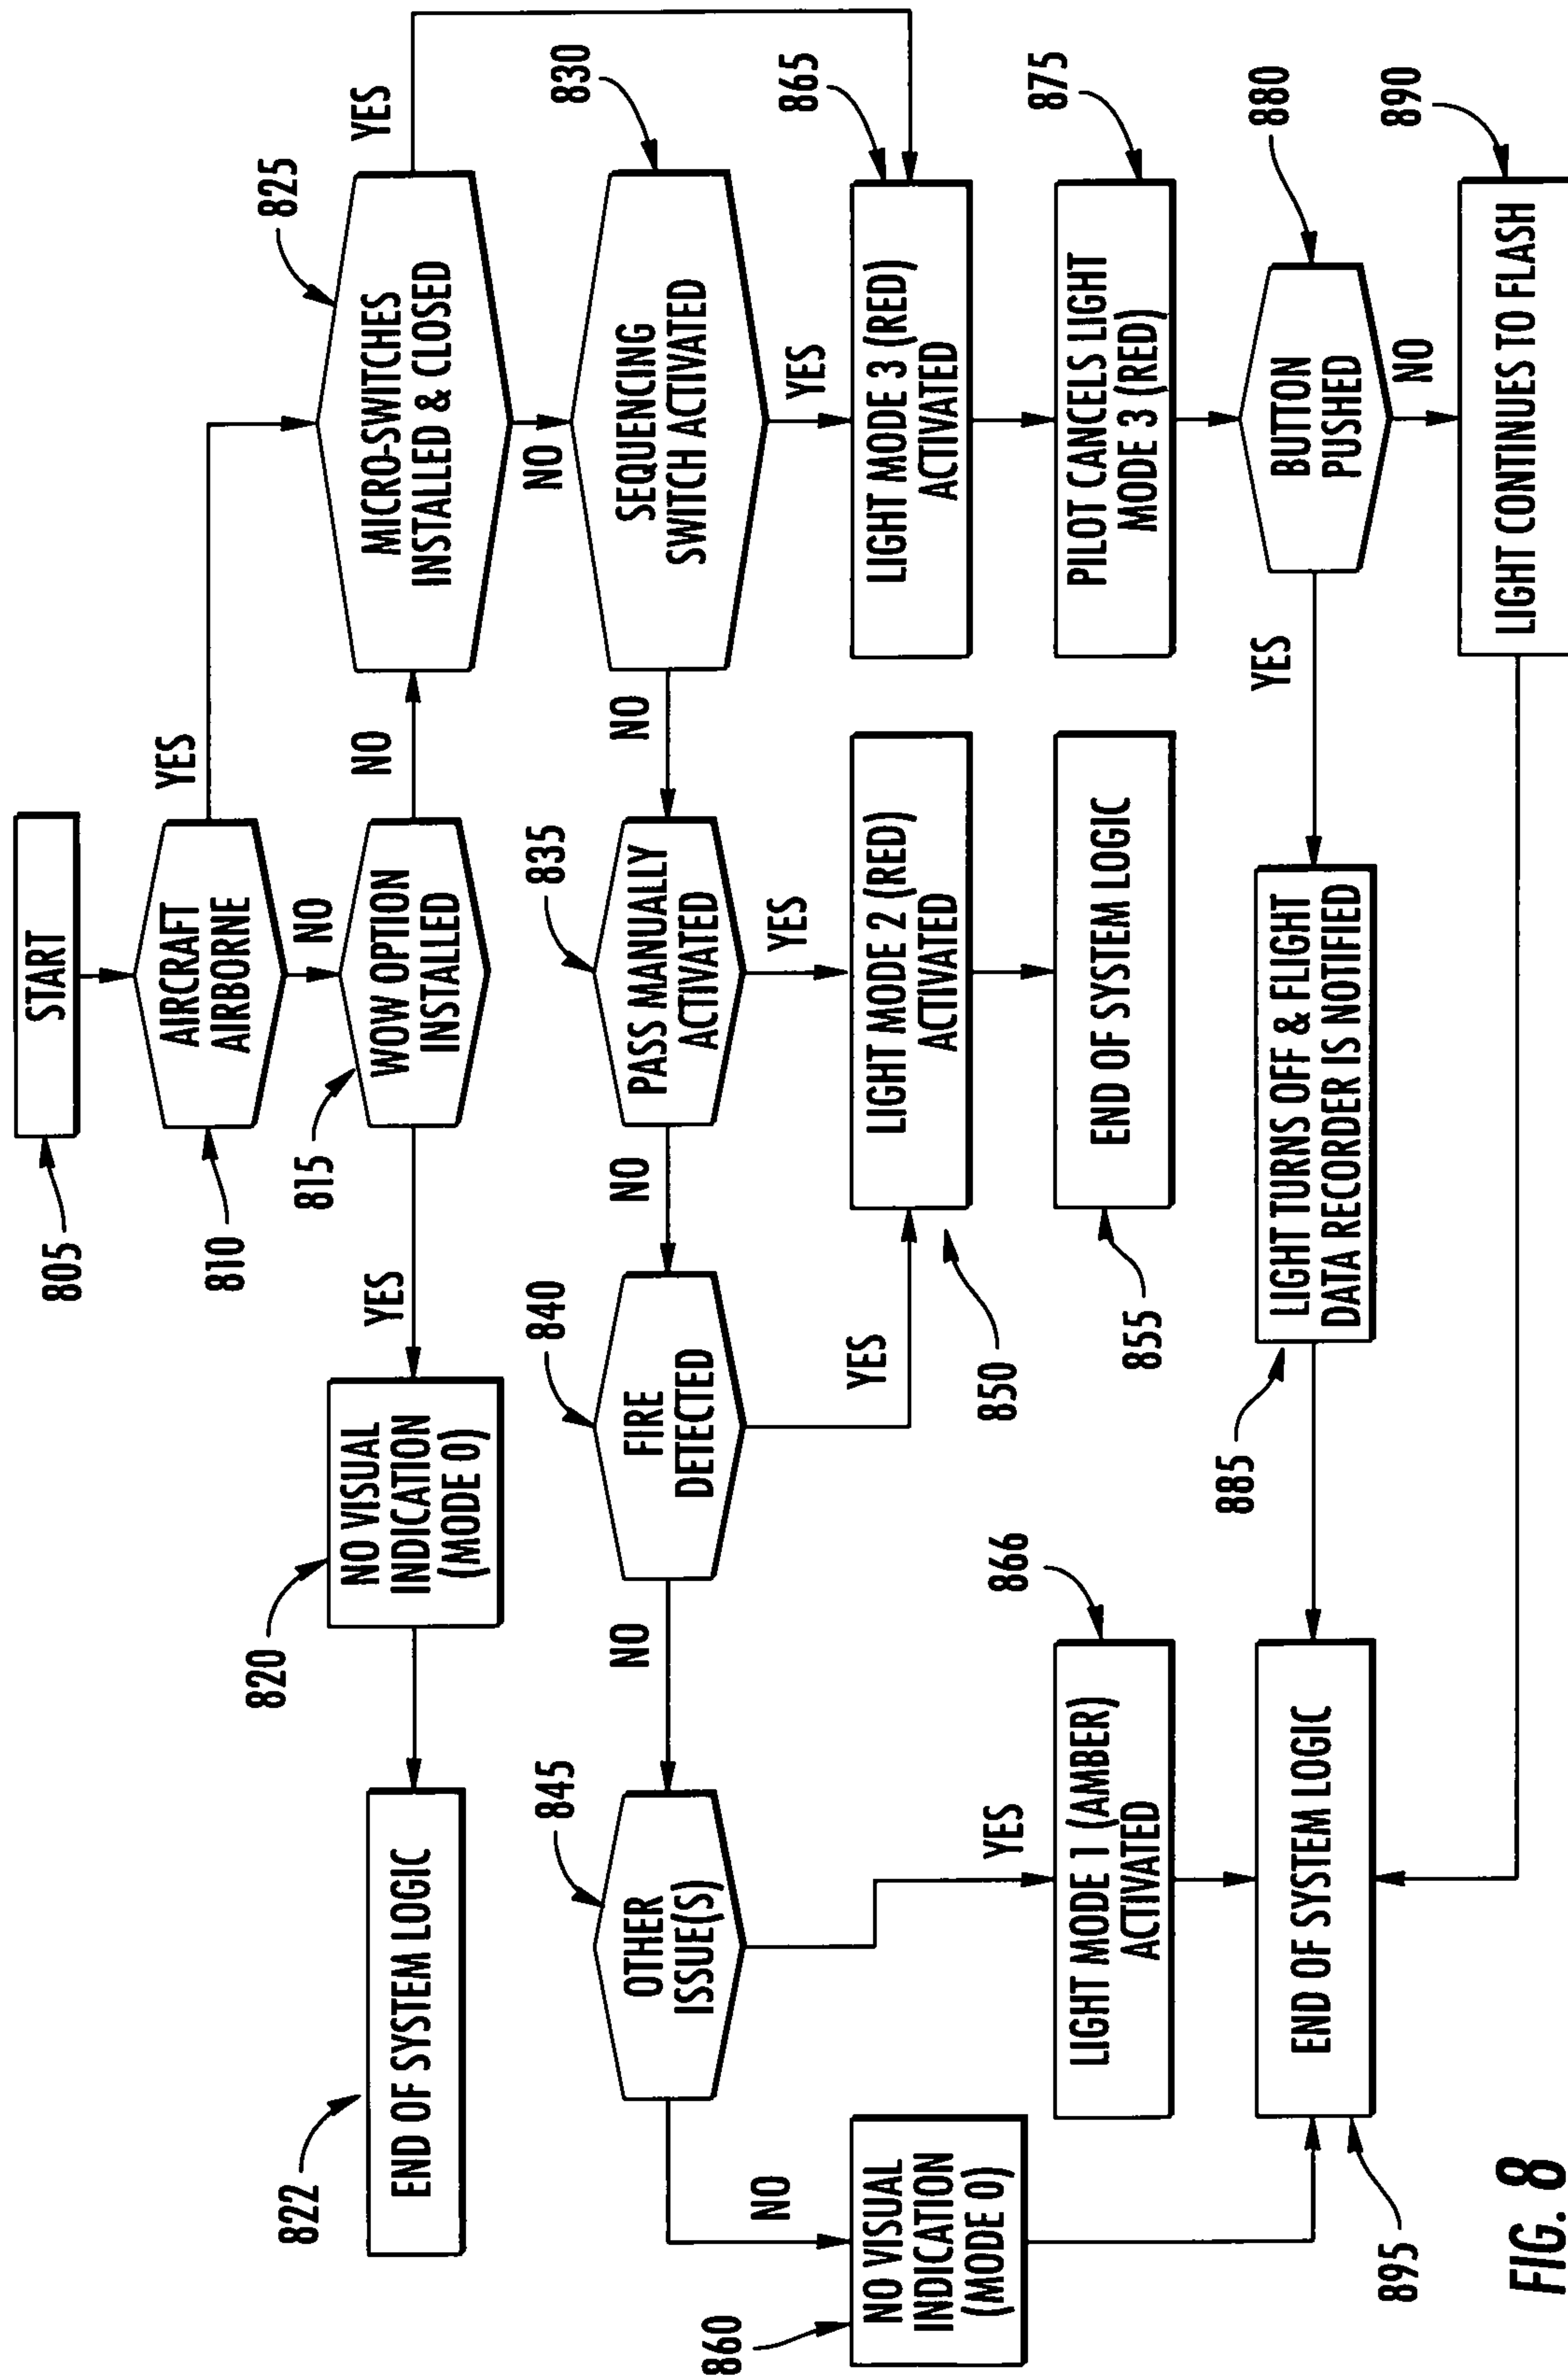 START
805
AIRCRAFT
AIRBORNE
810
YES
NO
WOW OPTION
INSTALLED
815
YES
NO
NO VISUAL
INDICATION
(MODE 0)
820
END OF SYSTEM LOGIC
822
MICRO-SWITCHES
INSTALLED & CLOSED
825
YES
NO
SEQUENCING
SWITCH ACTIVATED
830
NO
YES
PASS MANUALLY
ACTIVATED
835
NO
YES
FIRE
DETECTED
840
NO
YES
OTHER
ISSUE(S)
845
NO
YES
NO VISUAL
INDICATION
(MODE 0)
860
LIGHT MODE 2 (RED)
ACTIVATED
850
END OF SYSTEM LOGIC
855
LIGHT MODE 3 (RED)
ACTIVATED
865
PILOT CANCELS LIGHT
MODE 3 (RED)
875
LIGHT MODE 1 (AMBER)
ACTIVATED
866
BUTTON
PUSHED
880
YES
NO
LIGHT TURNS OFF & FLIGHT
DATA RECORDER IS NOTIFIED
885
LIGHT CONTINUES TO FLASH
890
END OF SYSTEM LOGIC
895
FIG. 8